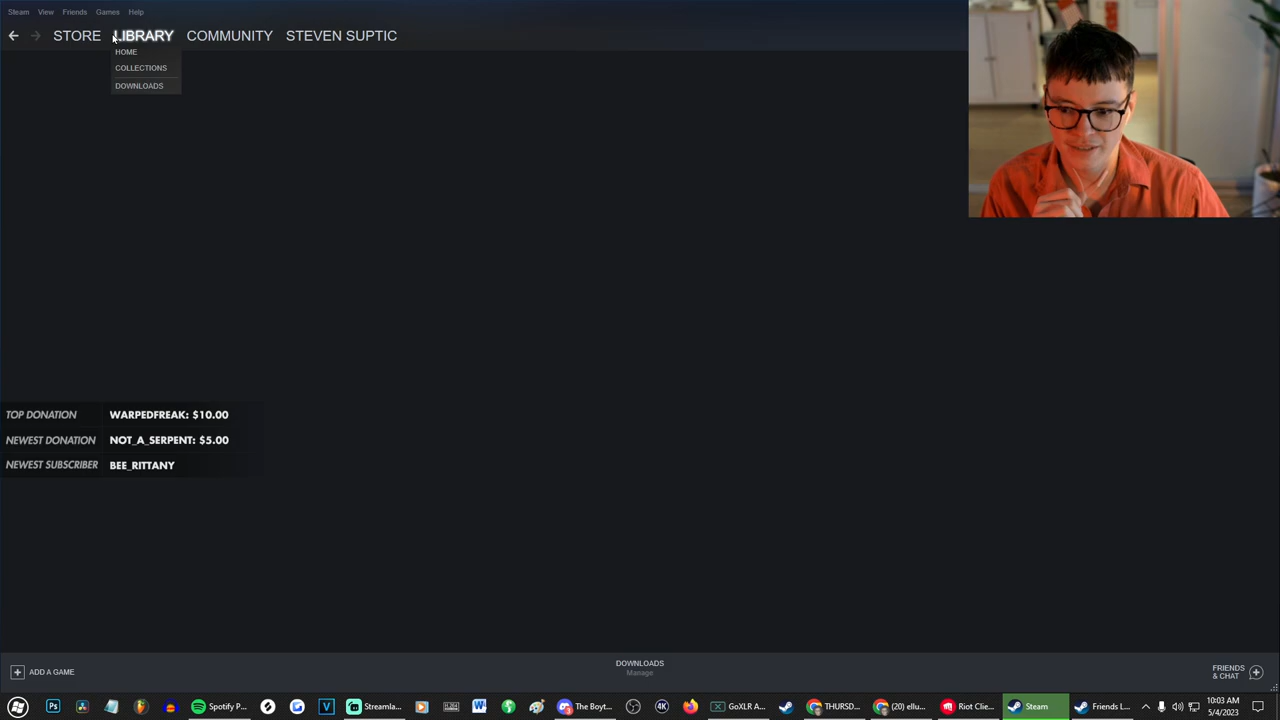 Steam View Friends Games Help
STORE LIBRARY COMMUNITY STEVEN SUPTIC
HOME
COLLECTIONS
DOWNLOADS
TOP DONATION WARPEDFREAK: $10.00
NEWEST DONATION NOT_A_SERPENT: $5.00
NEWEST SUBSCRIBER BEE_RITTANY
DOWNLOADS
Manage
ADD A GAME
FRIENDS
& CHAT
Ps Spotify P... V Streamla... W The Boyt... 4K GoXLR A... THURSD... (20) ellu... Riot Clie... Steam Friends L...
10:03 AM
5/4/2023